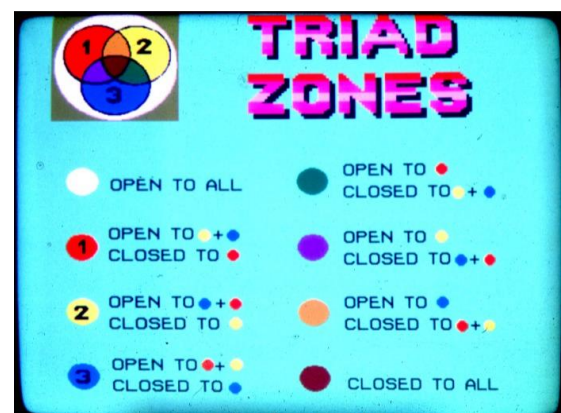 TRIAD
ZONES
1 2
3
OPEN TO ALL
1 OPEN TO +
CLOSED TO
2 OPEN TO +
CLOSED TO
3 OPEN TO +
CLOSED TO
OPEN TO
CLOSED TO +
OPEN TO
CLOSED TO +
OPEN TO
CLOSED TO +
CLOSED TO ALL